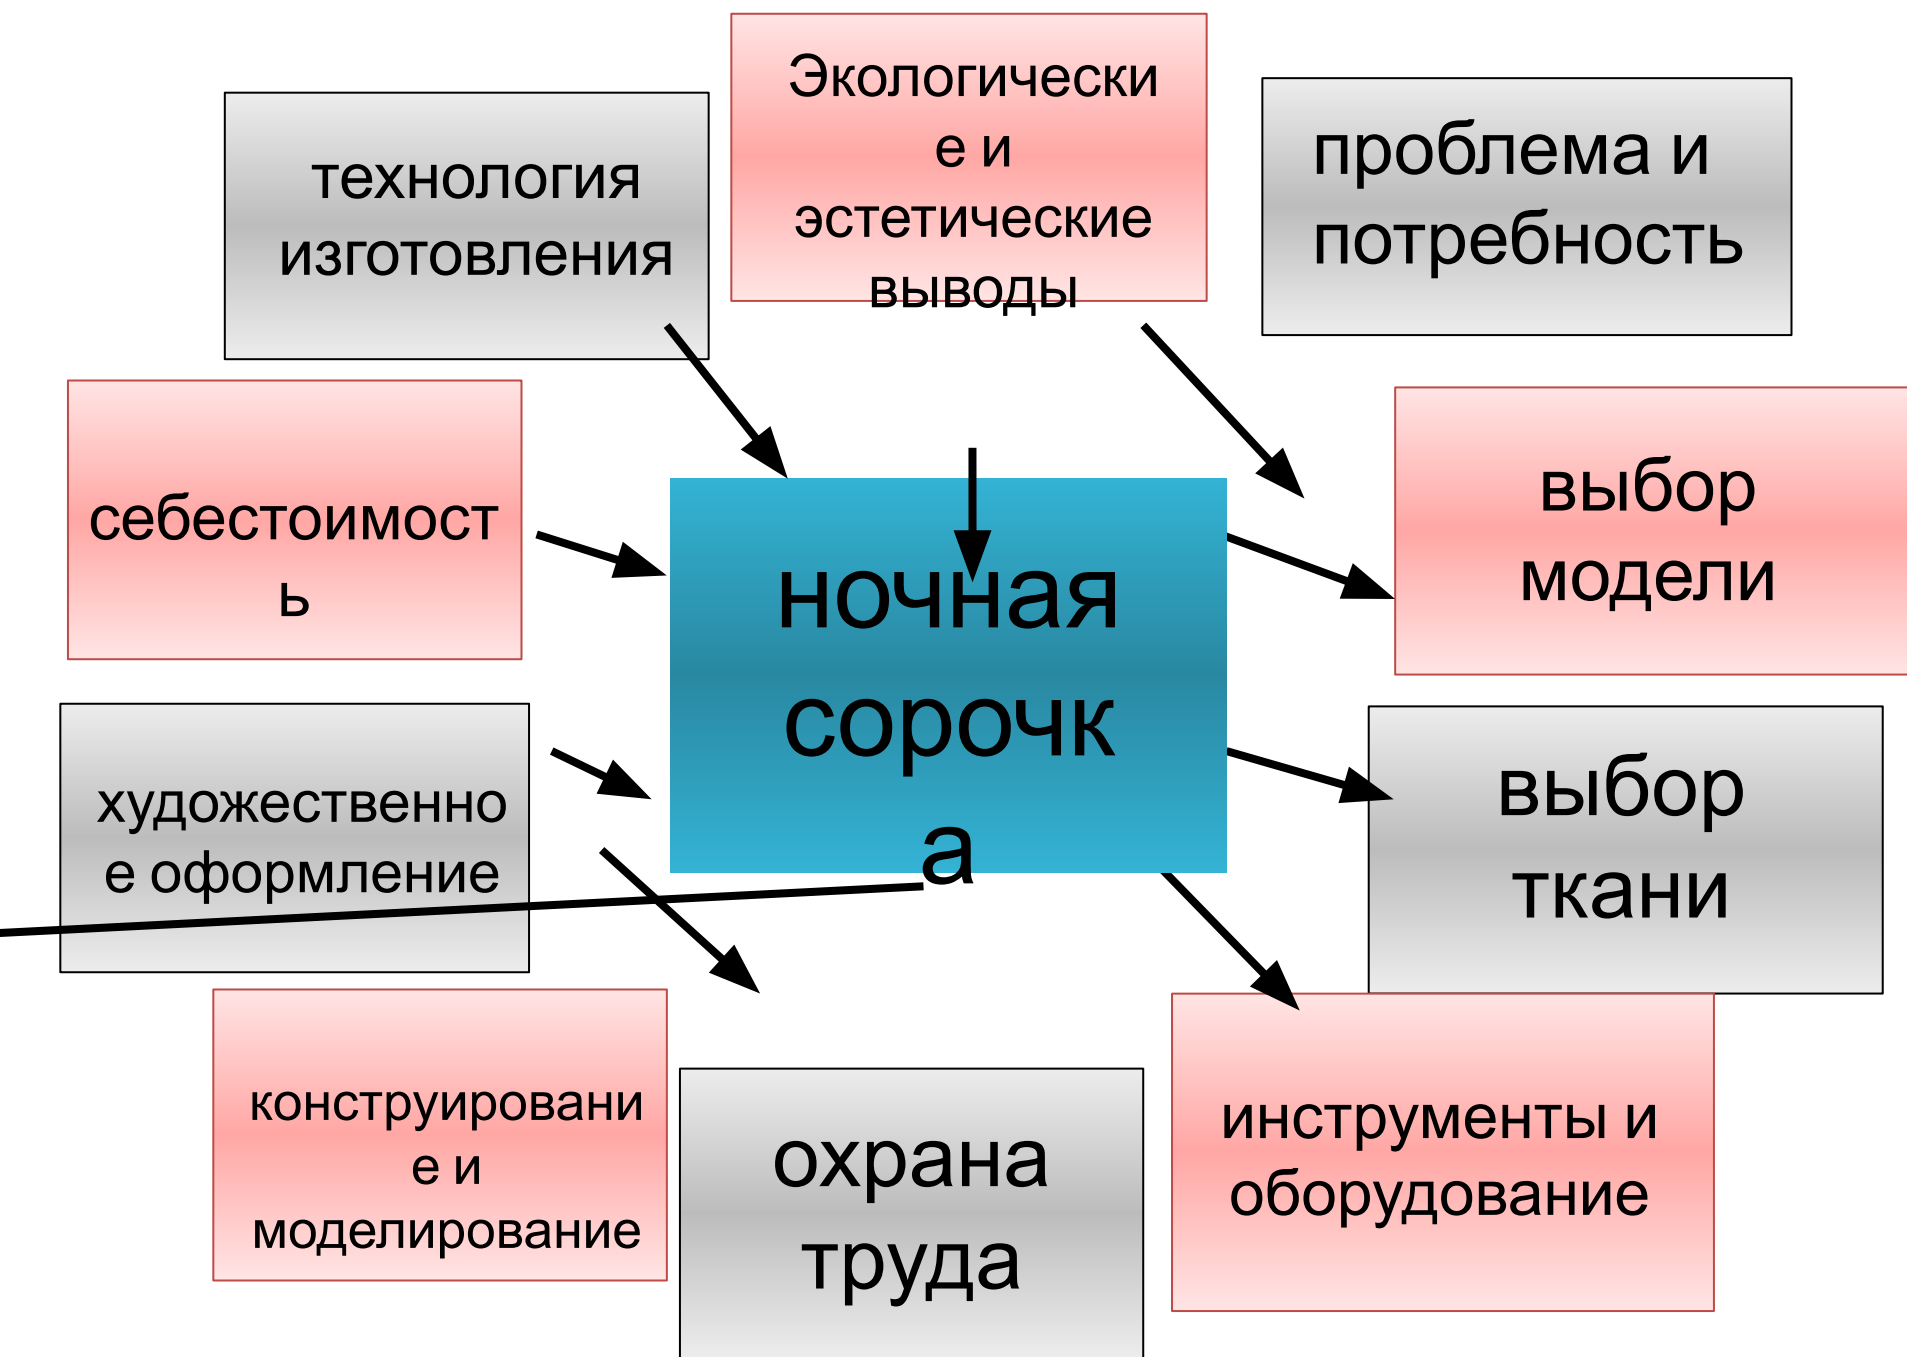 Экологически
е и
эстетические
выводы
технология
изготовления
проблема и
потребность
себестоимост
ь
выбор
модели
ночная
сорочк
а
художественно
е оформление
выбор
ткани
конструировани
е и
моделирование
охрана
труда
инструменты и
оборудование